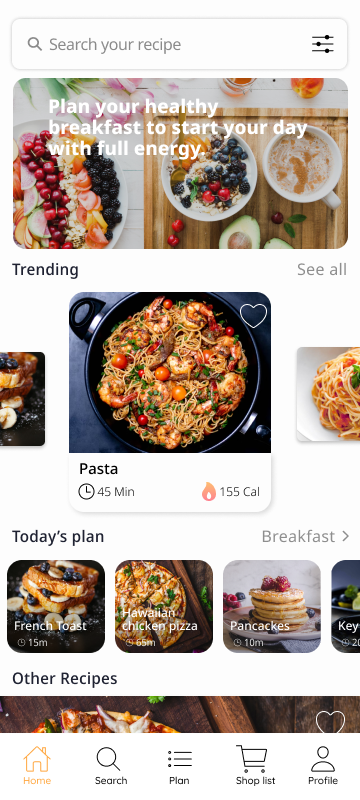 Search your recipe
Plan your healthy
breakfast to start your day
with full energy.
Trending
See all
Pasta
45 Min
155 Cal
Today's plan
Breakfast
French Toast
15m
Hawaiian
chicken pizza
65m
Pancackes
10m
Key
20
Other Recipes
Home
Search
Plan
Shop list
Profile